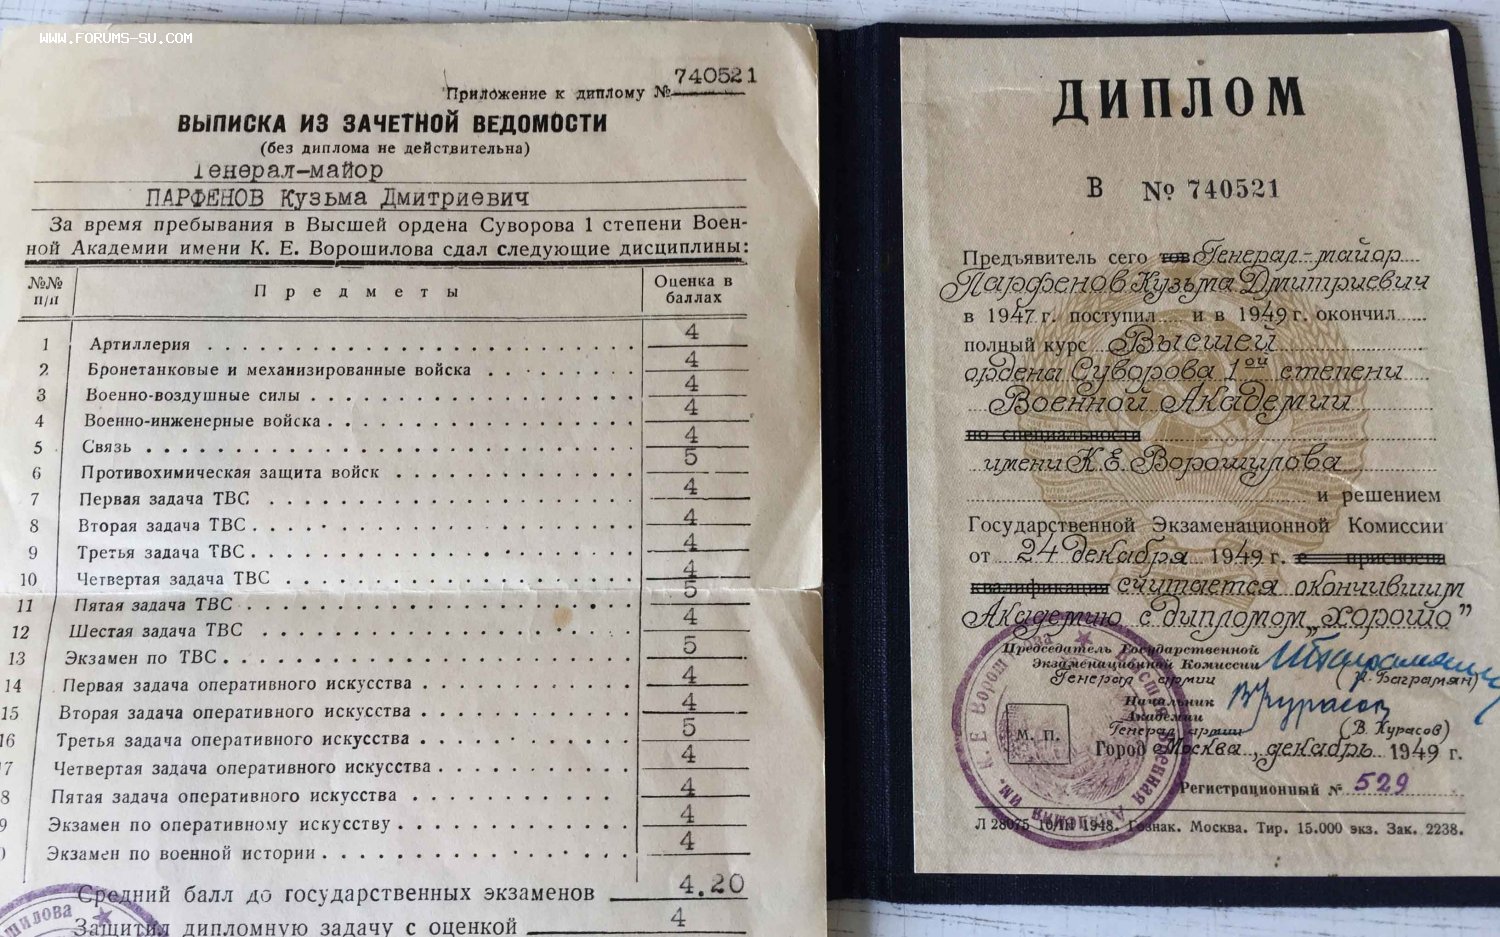 WWW.FORUMS-SU.COM
Приложение к диплому № 740521
ВЫПИСКА ИЗ ЗАЧЕТНОЙ ВЕДОМОСТИ
(без диплома не действительна)
Генерал-майор
ПАРФЕНОВ Кузьма Дмитриевич
За время пребывания в Высшей ордена Суворова 1 степени Воен-
ной Академии имени К. Е. Ворошилова сдал следующие дисциплины:
№№ п/п Предметы Оценка в баллах
1 Артиллерия 4
2 Бронетанковые и механизированные войска 4
3 Военно-воздушные силы 4
4 Военно-инженерные войска 4
5 Связь 4
6 Противохимическая защита войск 5
7 Первая задача ТВС 4
8 Вторая задача ТВС 4
9 Третья задача ТВС 4
10 Четвертая задача ТВС 4
11 Пятая задача ТВС 5
12 Шестая задача ТВС 4
13 Экзамен по ТВС 5
14 Первая задача оперативного искусства 4
15 Вторая задача оперативного искусства 4
16 Третья задача оперативного искусства 5
7 Четвертая задача оперативного искусства 4
8 Пятая задача оперативного искусства 4
9 Экзамен по оперативному искусству 4
Экзамен по военной истории 4
Средний балл до государственных экзаменов 4.20
Защитил дипломную задачу с оценкой 4
ДИПЛОМ
В № 740521
Предъявитель сего тов Генерал-майор
Парфенов Кузьма Дмитриевич
в 1947 г. поступил и в 1949 г. окончил
полный курс Высшей
ордена Суворова 1ой степени
Военной Академии
по специальности
имени К.Е. Ворошилова
и решением
Государственной Экзаменационной Комиссии
от 24 декабря 1949 г. е присвоена
квалификация считается окончившим
Академию с дипломом „хорошо”
Председатель Государственной
Экзаменационной Комиссии
Генерал армии (И. Баграмян)
Начальник
Академии
Генерал армии (В. Курасов)
М. П.
Город Москва, декабрь 1949 г.
Регистрационный № 529
Л 28075 10/III 1948. Гознак. Москва. Тир. 15.000 экз. Зак. 2238.
Высшая Военная Академия им. К. Е Ворошилова